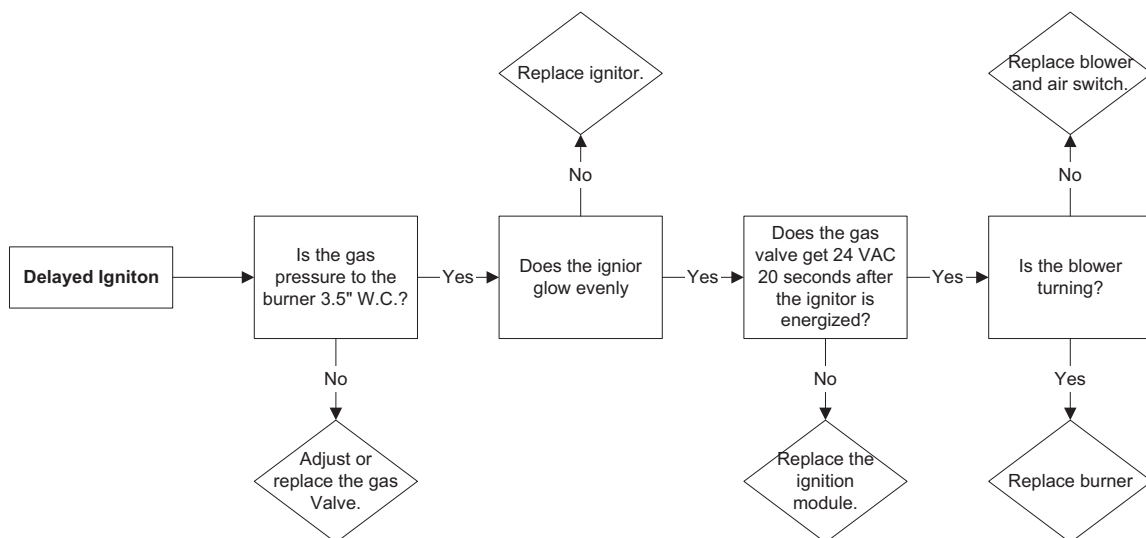 Replace ignitor.
Replace blower
and air switch.
No
No
Delayed Igniton
Is the gas
pressure to the
burner 3.5" W.C.?
Yes
Does the ignior
glow evenly
Yes
Does the gas
valve get 24 VAC
20 seconds after
the ignitor is
energized?
Yes
Is the blower
turning?
No
No
Yes
Adjust or
replace the gas
Valve.
Replace the
ignition
module.
Replace burner